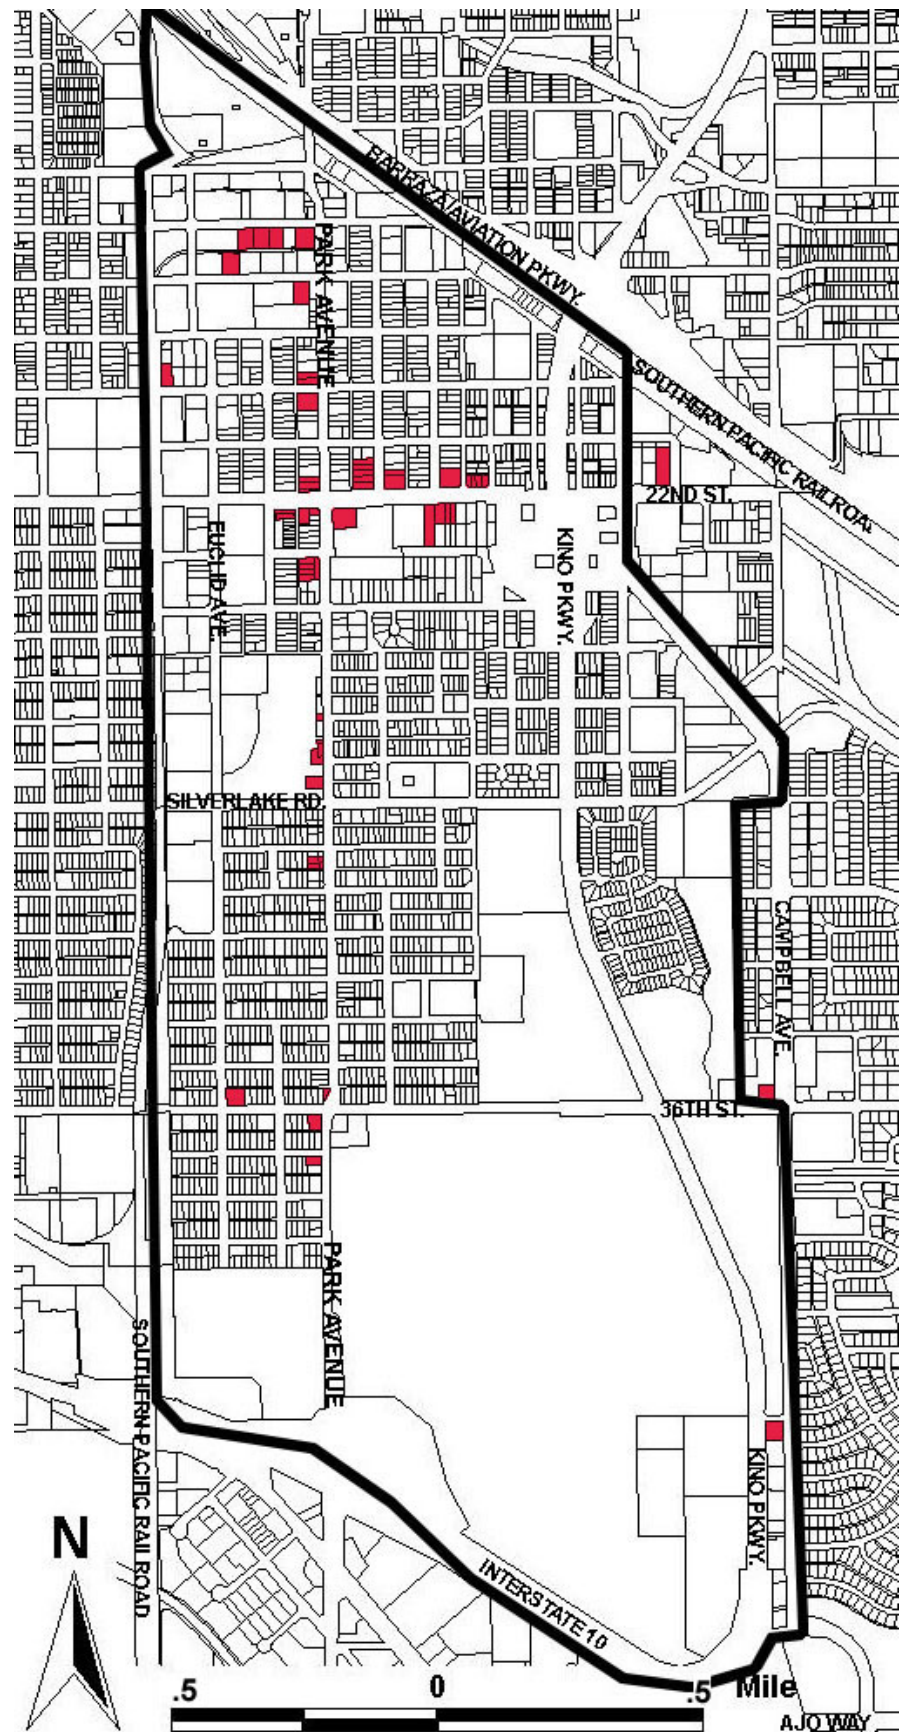 BARRAZA/AVIATION PKWY.
PARK AVENUE
SOUTHERN PACIFIC RAILROAD
22ND ST.
EUCLID AVE.
KINO PKWY.
SILVERLAKE RD.
CAMPBELL AVE.
36TH ST.
PARK AVENUE
SOUTHERN PACIFIC RAIL ROAD
KINO PKWY.
N
INTERSTATE 10
.5 0 .5 Mile
AJO WAY